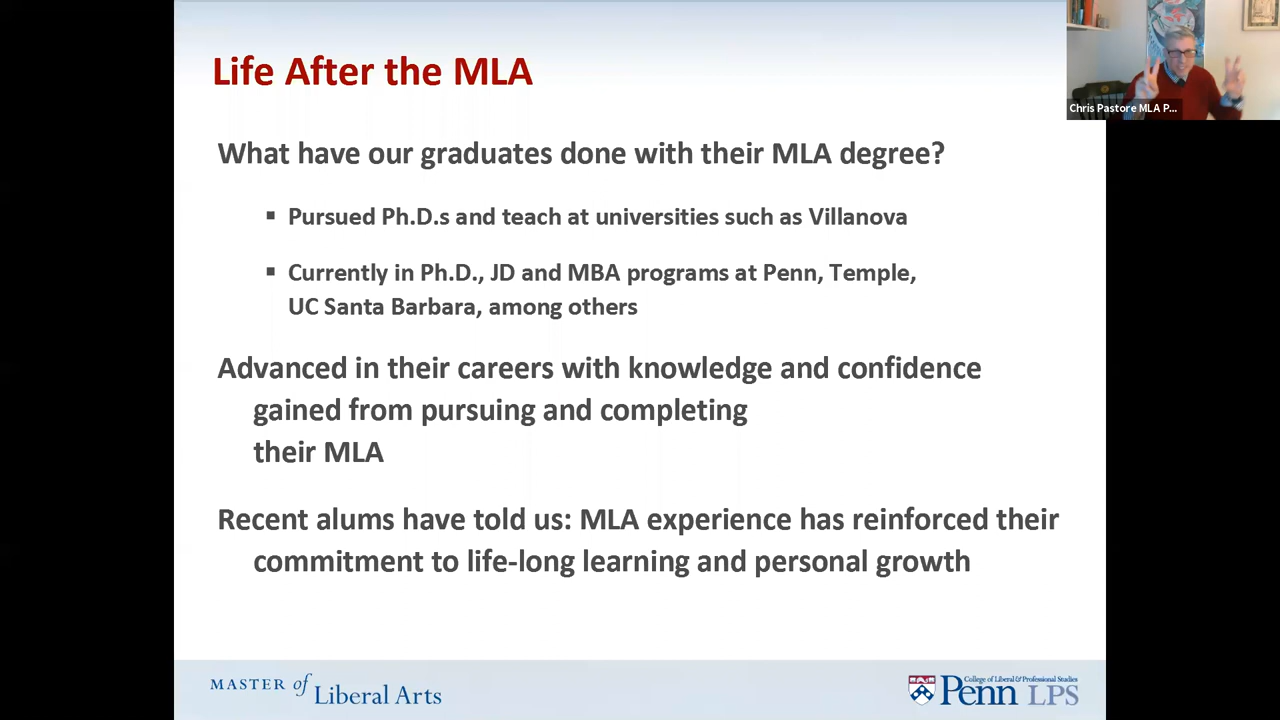 Life After the MLA
Chris Pastore MLA P...
What have our graduates done with their MLA degree?
▪ Pursued Ph.D.s and teach at universities such as Villanova
▪ Currently in Ph.D., JD and MBA programs at Penn, Temple,
UC Santa Barbara, among others
Advanced in their careers with knowledge and confidence
gained from pursuing and completing
their MLA
Recent alums have told us: MLA experience has reinforced their
commitment to life-long learning and personal growth
MASTER of
Liberal Arts
College of Liberal & Professional Studies
Penn LPS